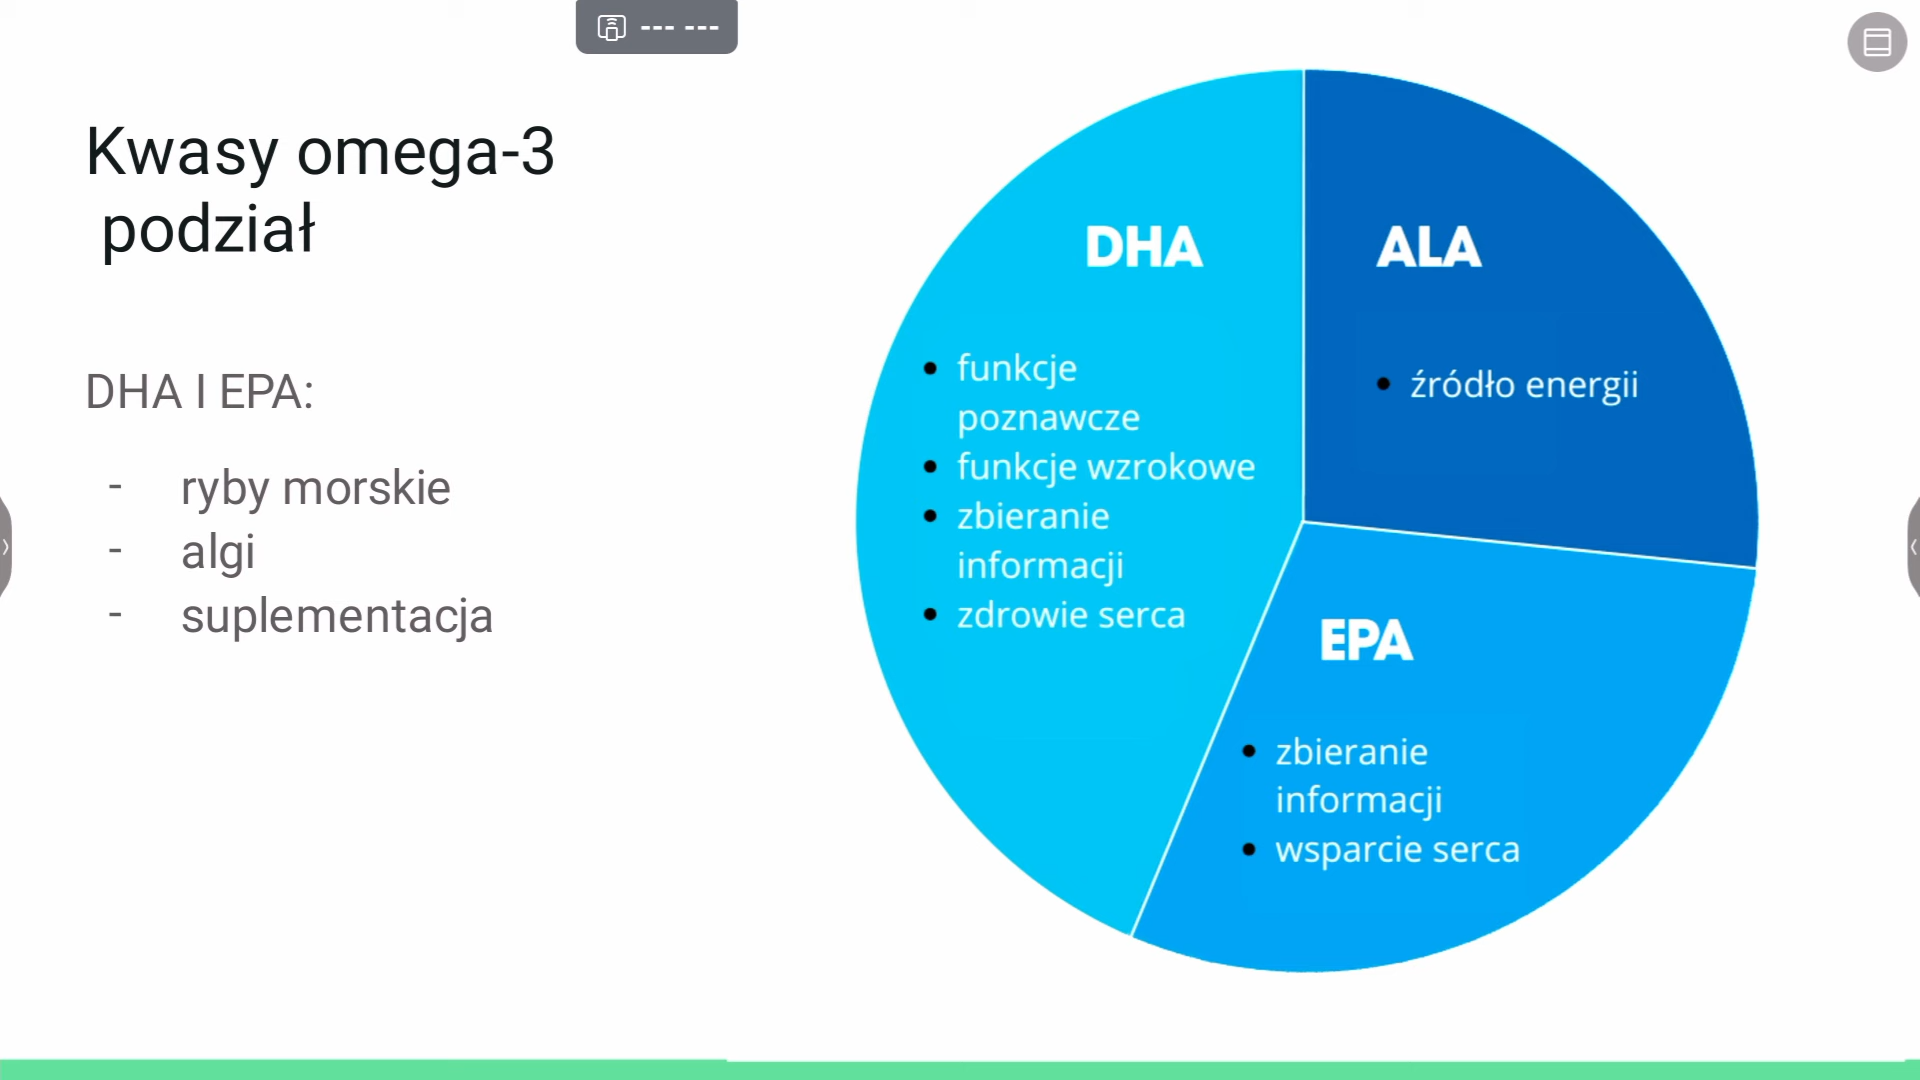 --- ---
Kwasy omega-3
podział
DHA I EPA:
- ryby morskie
- algi
- suplementacja
DHA
• funkcje
poznawcze
• funkcje wzrokowe
• zbieranie
informacji
• zdrowie serca
ALA
• źródło energii
EPA
• zbieranie
informacji
• wsparcie serca